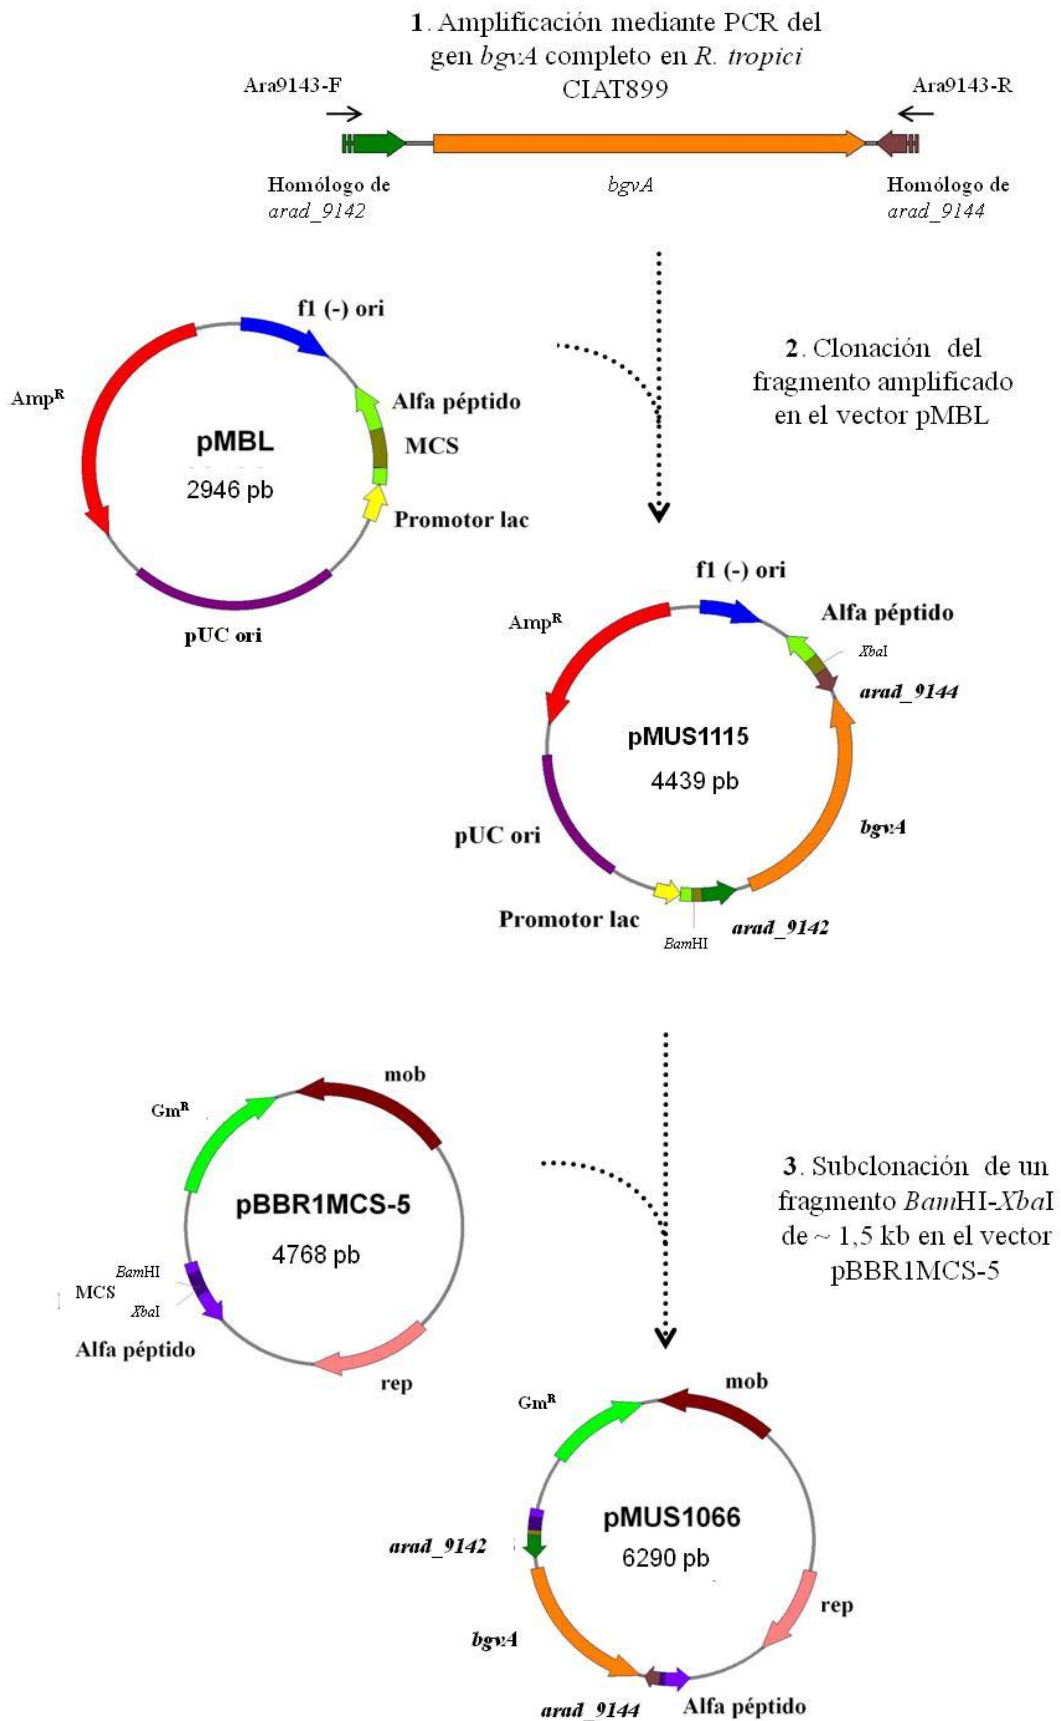 1. Amplificación mediante PCR del
gen bgvA completo en R. tropici
CIAT899
Ara9143-F
Ara9143-R
Homólogo de
arad_9142
bgvA
Homólogo de
arad_9144
f1 (-) ori
AmpR
Alfa péptido
MCS
pMBL
2946 pb
Promotor lac
pUC ori
2. Clonación del
fragmento amplificado
en el vector pMBL
f1 (-) ori
AmpR
Alfa péptido
XbaI
arad_9144
pMUS1115
4439 pb
bgvA
pUC ori
Promotor lac
BamHI
arad_9142
mob
GmR
pBBR1MCS-5
4768 pb
BamHI
MCS
XbaI
Alfa péptido
rep
3. Subclonación de un
fragmento BamHI-XbaI
de ~ 1,5 kb en el vector
pBBR1MCS-5
mob
GmR
pMUS1066
6290 pb
arad_9142
rep
bgvA
arad_9144
Alfa péptido